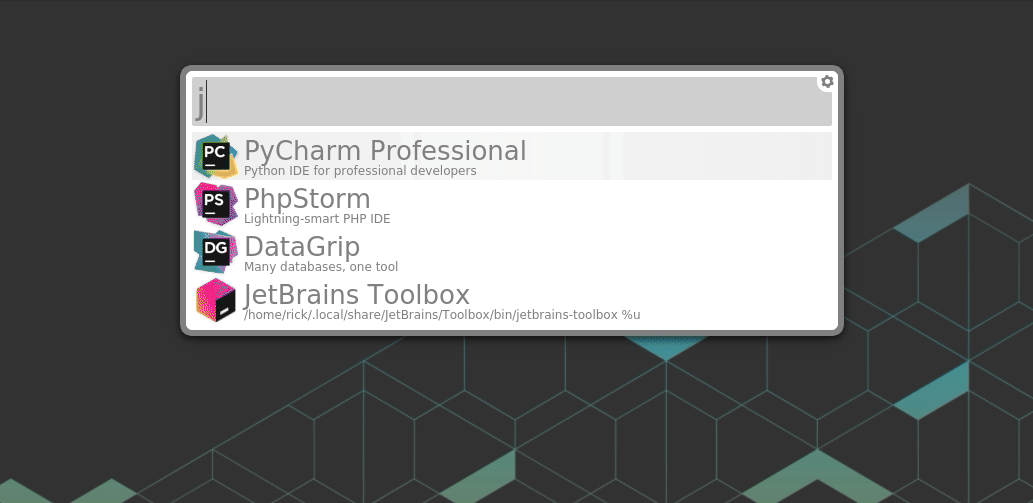 j
PC
PyCharm Professional
Python IDE for professional developers
PS
PhpStorm
Lightning-smart PHP IDE
DG
DataGrip
Many databases, one tool
JetBrains Toolbox
/home/rick/.local/share/JetBrains/Toolbox/bin/jetbrains-toolbox %u